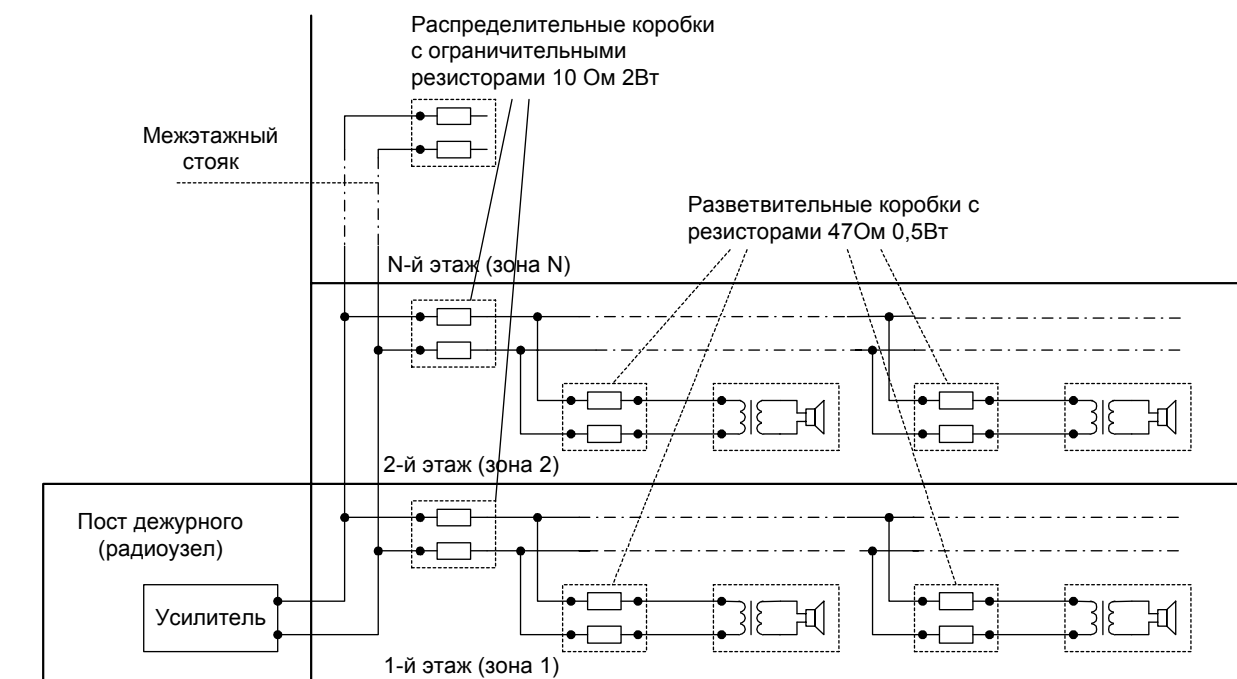 Распределительные коробки
с ограничительными
резисторами 10 Ом 2Вт
Межэтажный
стояк
Разветвительные коробки с
резисторами 47Ом 0,5Вт
N-й этаж (зона N)
2-й этаж (зона 2)
Пост дежурного
(радиоузел)
Усилитель
1-й этаж (зона 1)